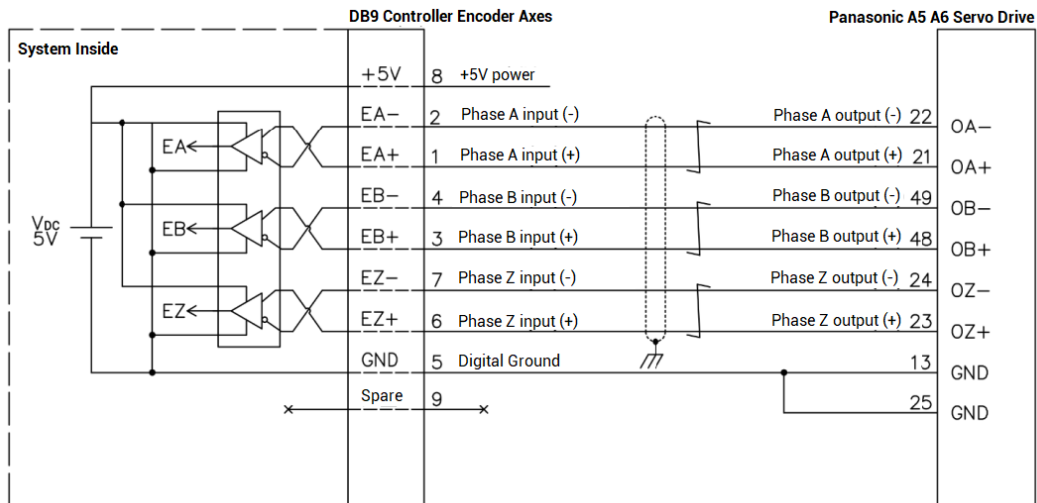 DB9 Controller Encoder Axes
Panasonic A5 A6 Servo Drive
System Inside
+5V 8 +5V power
EA− 2 Phase A input (-) Phase A output (-) 22 OA−
EA
EA+ 1 Phase A input (+) Phase A output (+) 21 OA+
EB− 4 Phase B input (-) Phase B output (-) 49 OB−
VDC
5V
EB
EB+ 3 Phase B input (+) Phase B output (+) 48 OB+
EZ− 7 Phase Z input (-) Phase Z output (-) 24 OZ−
EZ
EZ+ 6 Phase Z input (+) Phase Z output (+) 23 OZ+
GND 5 Digital Ground 13 GND
Spare 9
25 GND